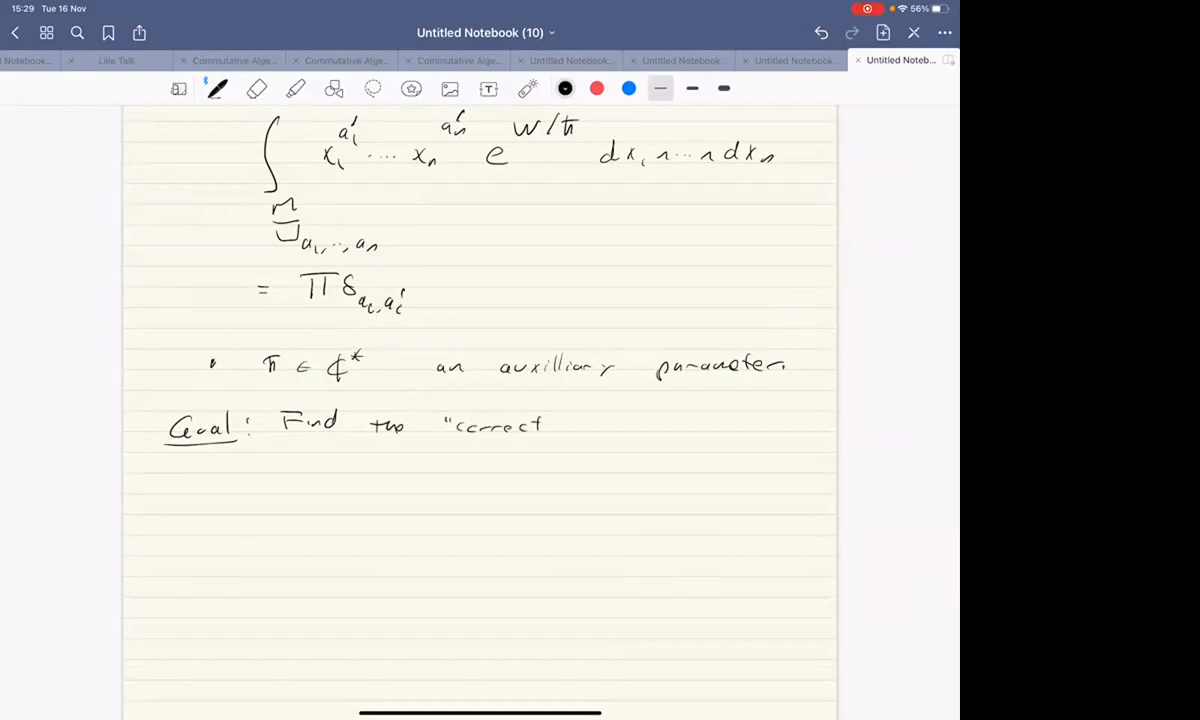 15:29 Tue 16 Nov
56%
Untitled Notebook (10)
Notebook...
Lille Talk
Commutative Alge...
Commutative Alge...
Commutative Alge...
Untitled Notebook...
Untitled Notebook...
Untitled Notebook...
Untitled Noteb...
∫ x₁^{a₁'} ···· xₙ^{aₙ'} e^{W/ħ} dx₁ ∧ ··· ∧ dxₙ
Ξ_{a₁, ..., aₙ}
= Π δ_{aᵢ, aᵢ'}
• ħ ∈ ℂ* an auxilliary parameter.
Goal: Find the "correct